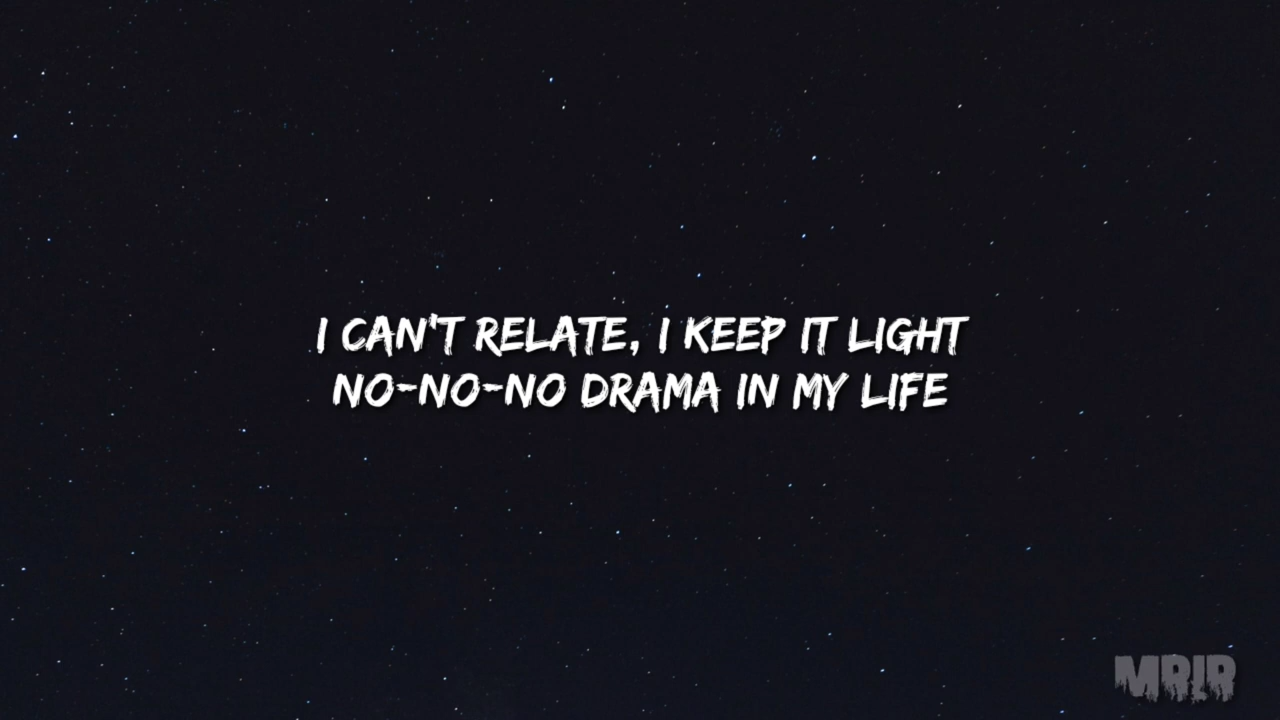 I CAN'T RELATE, I KEEP IT LIGHT
NO-NO-NO DRAMA IN MY LIFE
MRLR